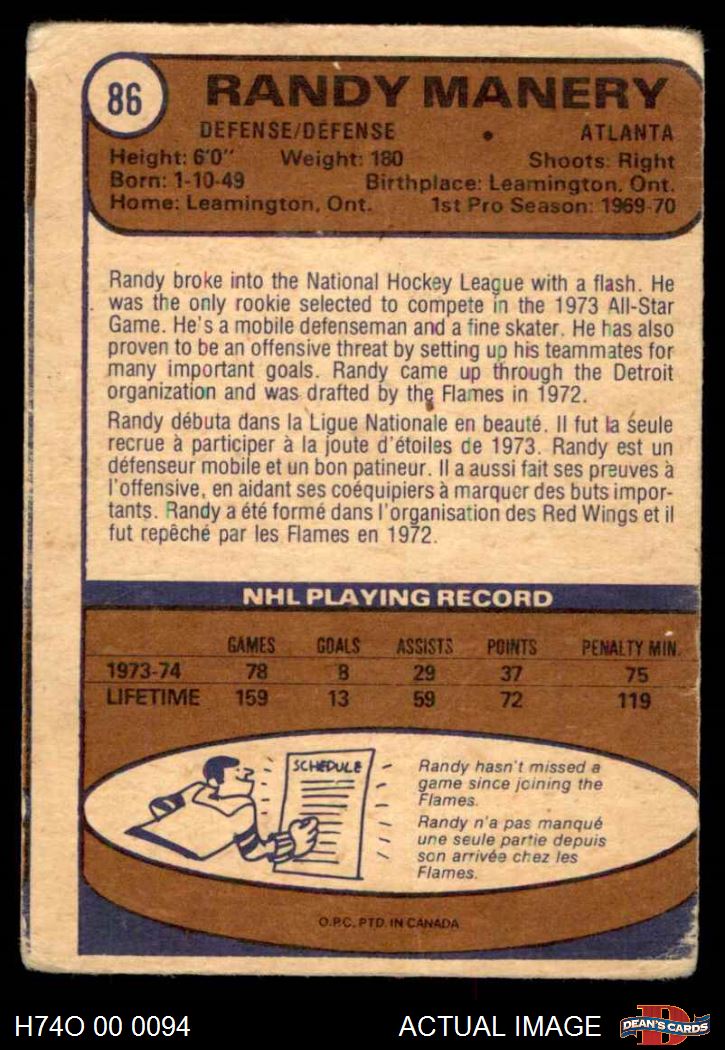 86
RANDY MANERY
DEFENSE/DÉFENSE • ATLANTA
Height: 6'0" Weight: 180 Shoots: Right
Born: 1-10-49 Birthplace: Leamington, Ont.
Home: Leamington, Ont. 1st Pro Season: 1969-70
Randy broke into the National Hockey League with a flash. He
was the only rookie selected to compete in the 1973 All-Star
Game. He's a mobile defenseman and a fine skater. He has also
proven to be an offensive threat by setting up his teammates for
many important goals. Randy came up through the Detroit
organization and was drafted by the Flames in 1972.
Randy débuta dans la Ligue Nationale en beauté. Il fut la seule
recrue à participer à la joute d'étoiles de 1973. Randy est un
défenseur mobile et un bon patineur. Il a aussi fait ses preuves à
l'offensive, en aidant ses coéquipiers à marquer des buts impor-
tants. Randy a été formé dans l'organisation des Red Wings et il
fut repêché par les Flames en 1972.
NHL PLAYING RECORD
GAMES GOALS ASSISTS POINTS PENALTY MIN.
1973-74 78 8 29 37 75
LIFETIME 159 13 59 72 119
SCHEDULE
Randy hasn't missed a
game since joining the
Flames.
Randy n'a pas manqué
une seule partie depuis
son arrivée chez les
Flames.
O.P.C. PTD. IN CANADA
H74O 00 0094 ACTUAL IMAGE D DEAN'S CARDS